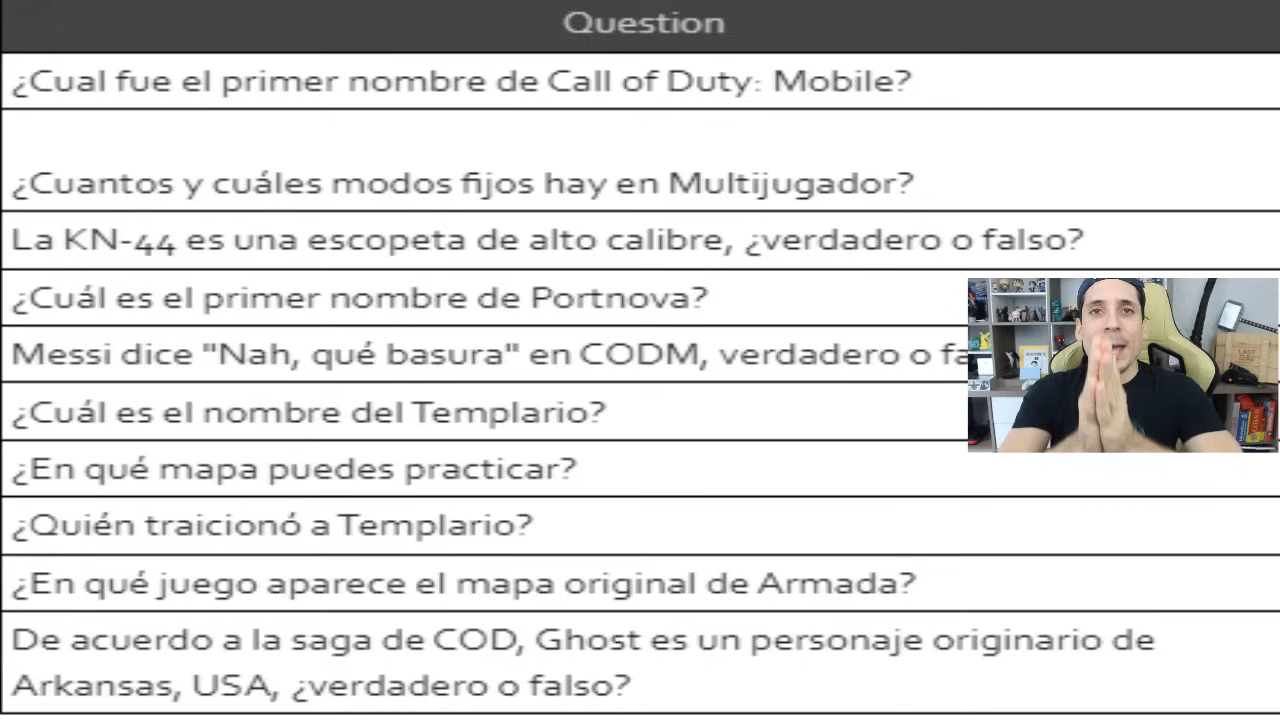 Question
¿Cual fue el primer nombre de Call of Duty: Mobile?
¿Cuantos y cuáles modos fijos hay en Multijugador?
La KN-44 es una escopeta de alto calibre, ¿verdadero o falso?
¿Cuál es el primer nombre de Portnova?
Messi dice "Nah, qué basura" en CODM, verdadero o fa
¿Cuál es el nombre del Templario?
¿En qué mapa puedes practicar?
¿Quién traicionó a Templario?
¿En qué juego aparece el mapa original de Armada?
De acuerdo a la saga de COD, Ghost es un personaje originario de
Arkansas, USA, ¿verdadero o falso?
LAST DAY